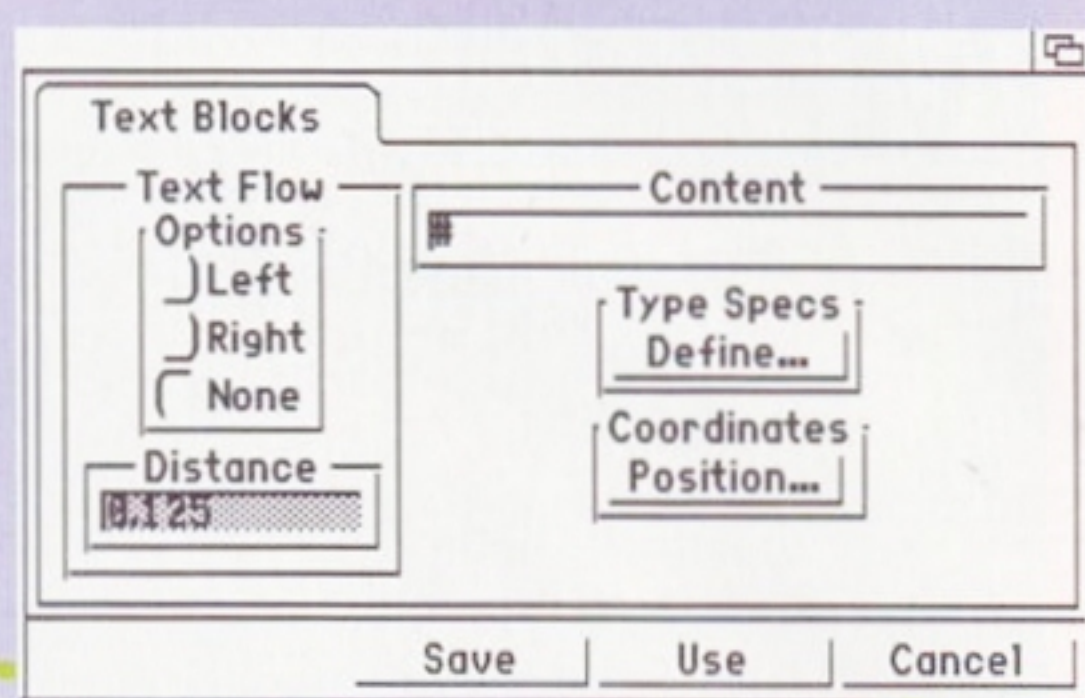 Text Blocks
Text Flow
Options
Left
Right
None
Distance
0.125
Content
#
Type Specs
Define...
Coordinates
Position...
Save Use Cancel